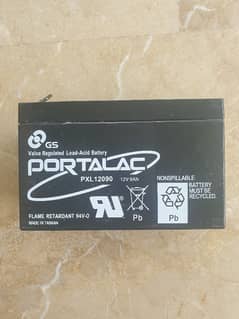 GS
Valve Regulated Lead-Acid Battery
PORTALAC
PXL12090 12V 9Ah
NONSPILLABLE
BATTERY
MUST BE
RECYCLED.
Pb
Pb
FLAME RETARDANT 94V-0
MADE IN TAIWAN